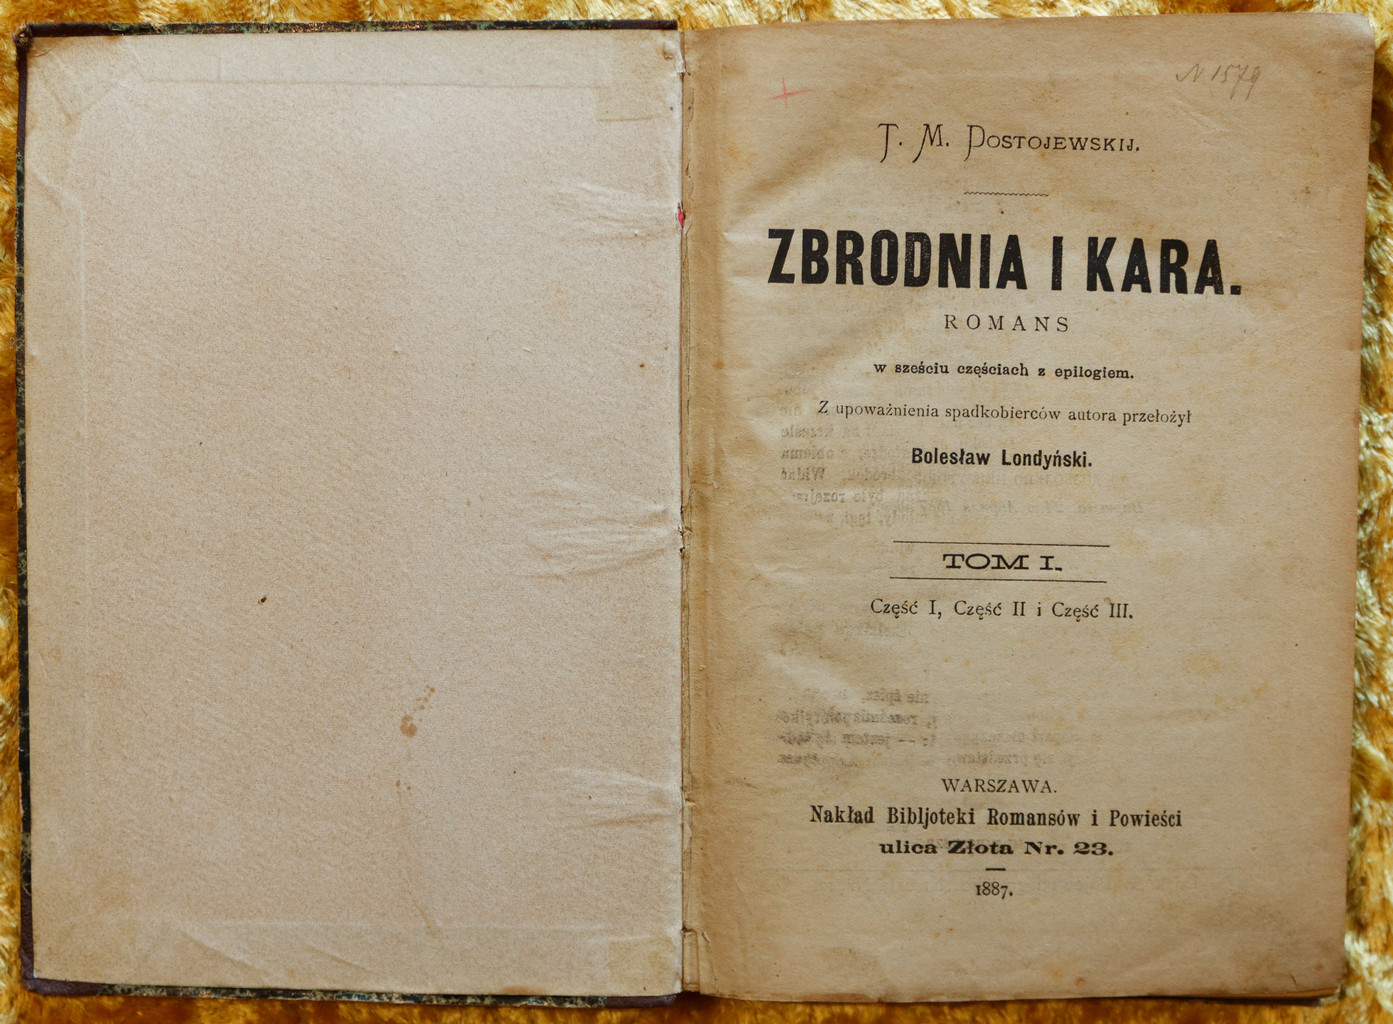 N 1579
T. M. DOSTOJEWSKIJ.
ZBRODNIA I KARA.
ROMANS
w sześciu częściach z epilogiem.
Z upoważnienia spadkobierców autora przełożył
Bolesław Londyński.
TOM I.
Część I, Część II i Część III.
WARSZAWA.
Nakład Bibljoteki Romansów i Powieści
ulica Złota Nr. 23.
1887.